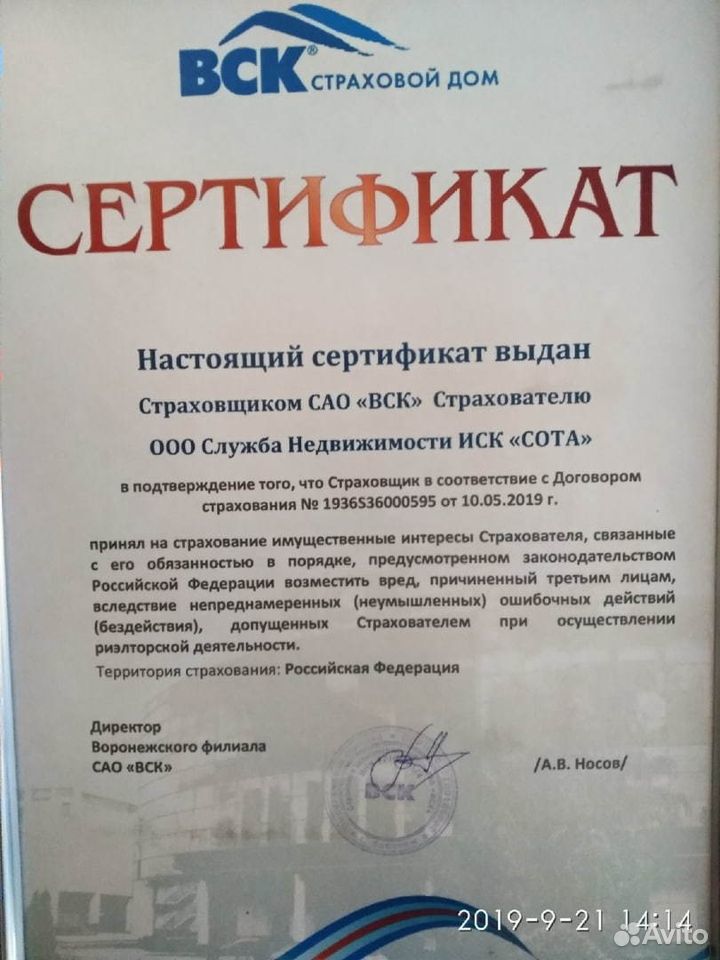 ВСК® СТРАХОВОЙ ДОМ
СЕРТИФИКАТ
Настоящий сертификат выдан
Страховщиком САО «ВСК» Страхователю
ООО Служба Недвижимости ИСК «СОТА»
в подтверждение того, что Страховщик в соответствие с Договором
страхования № 1936S36000595 от 10.05.2019 г.
принял на страхование имущественные интересы Страхователя, связанные
с его обязанностью в порядке, предусмотренном законодательством
Российской Федерации возместить вред, причиненный третьим лицам,
вследствие непреднамеренных (неумышленных) ошибочных действий
(бездействия), допущенных Страхователем при осуществлении
риэлторской деятельности.
Территория страхования: Российская Федерация
Директор
Воронежского филиала
САО «ВСК»
ВСК
/А.В. Носов/
2019-9-21 14:14
Avito